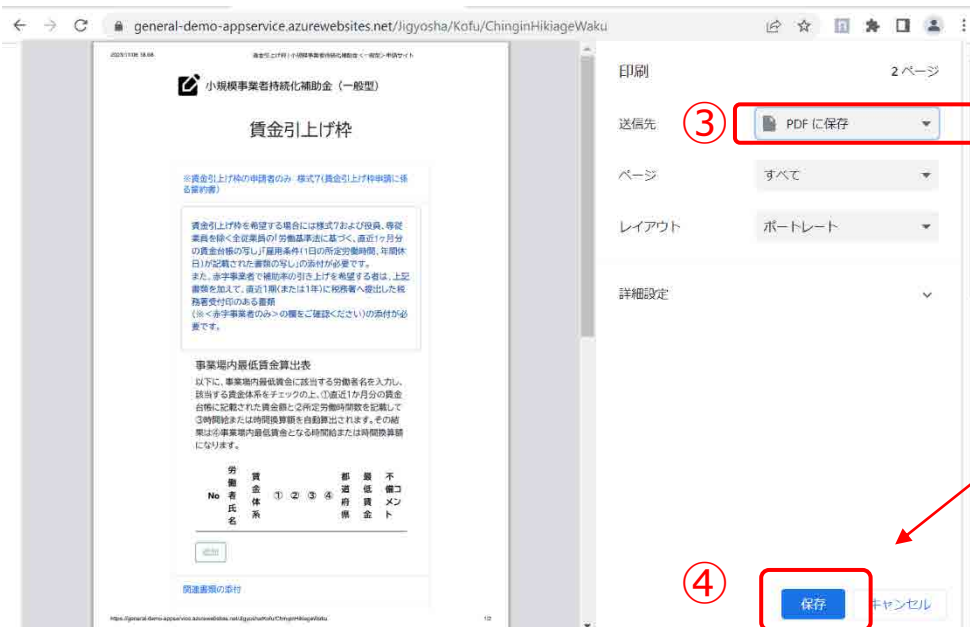 general-demo-appservice.azurewebsites.net/Jigyosha/Kofu/ChinginHikiageWaku
小規模事業者持続化補助金（一般型）
賃金引上げ枠
※賃金引上げ枠の申請者のみ 様式7(賃金引上げ枠申請に係
る誓約書)
賃金引上げ枠を希望する場合には様式7および役員、専従
業員を除く全従業員の「労働基準法に基づく、直近1ヶ月分
の賃金台帳の写し」「雇用条件(1日の所定労働時間、年間休
日)が記載された書類の写し」の添付が必要です。
また、赤字事業者で補助率の引き上げを希望する者は、上記
書類を加えて、直近1期(または1年)に税務署へ提出した税
務署受付印のある書類
(※<赤字事業者のみ>の欄をご確認ください)の添付が必
要です。
事業場内最低賃金算出表
以下に、事業場内最低賃金に該当する労働者名を入力し、
該当する賃金体系をチェックの上、①直近1か月分の賃金
台帳に記載された賃金額と②所定労働時間数を記載して
③時間給または時間換算額を自動算出されます。その結
果は④事業場内最低賃金となる時間給または時間換算額
になります。
No 労働者氏名 賃金体系 ① ② ③ ④ 都道府県 最低賃金 不備コメント
追加
関連書類の添付
1/2
印刷 2 ページ
③
送信先 PDF に保存
ページ すべて
レイアウト ポートレート
詳細設定
④
保存 キャンセル